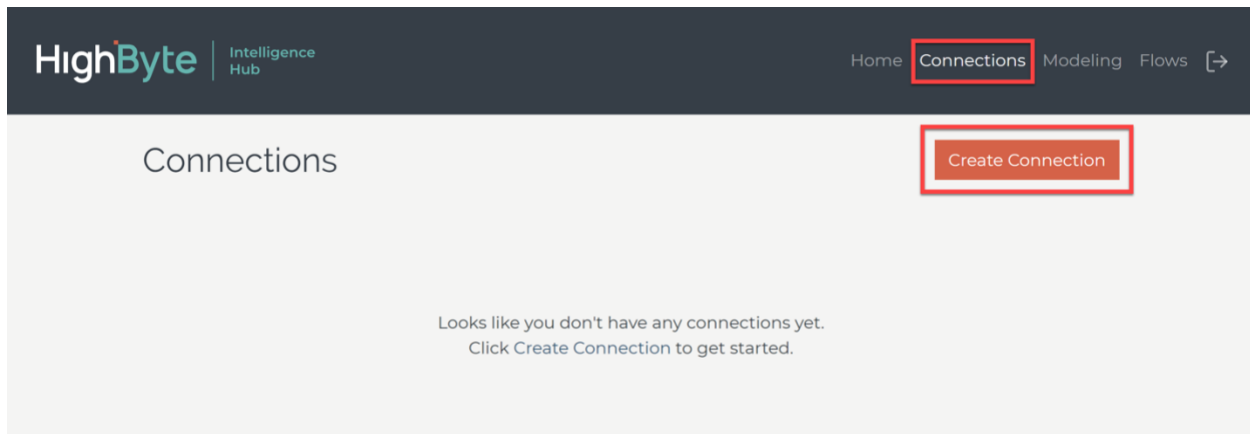 HighByte
Intelligence
Hub
Home Connections Modeling Flows
Connections
Create Connection
Looks like you don't have any connections yet.
Click Create Connection to get started.